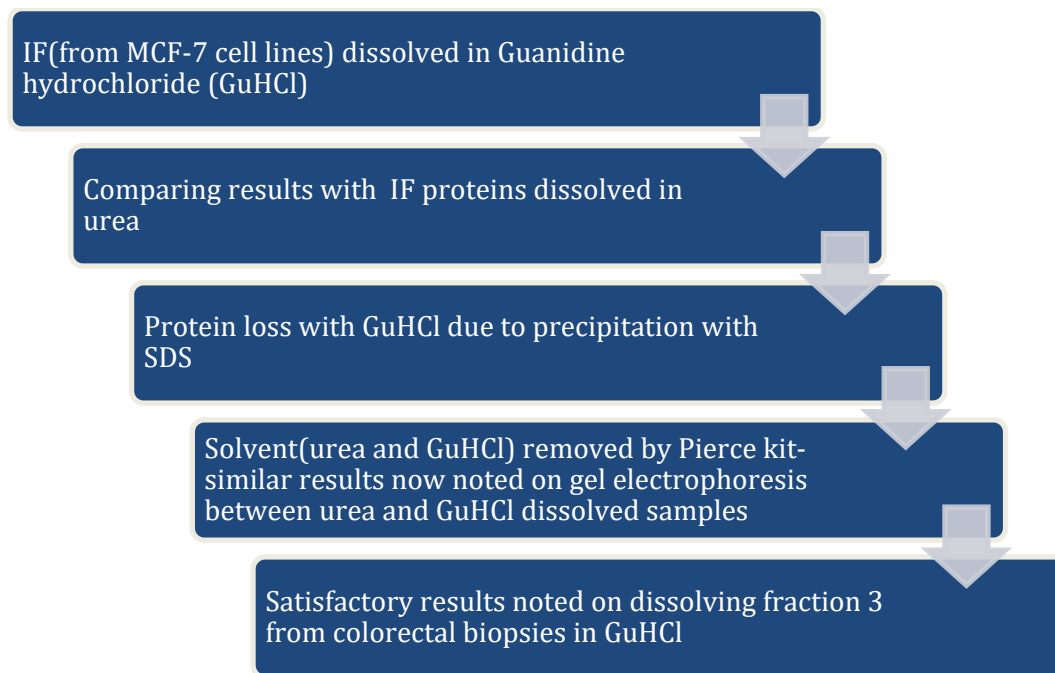 IF(from MCF-7 cell lines) dissolved in Guanidine
hydrochloride (GuHCl)
Comparing results with  IF proteins dissolved in
urea
Protein loss with GuHCl due to precipitation with
SDS
Solvent(urea and GuHCl) removed by Pierce kit-
similar results now noted on gel electrophoresis
between urea and GuHCl dissolved samples
Satisfactory results noted on dissolving fraction 3
from colorectal biopsies in GuHCl